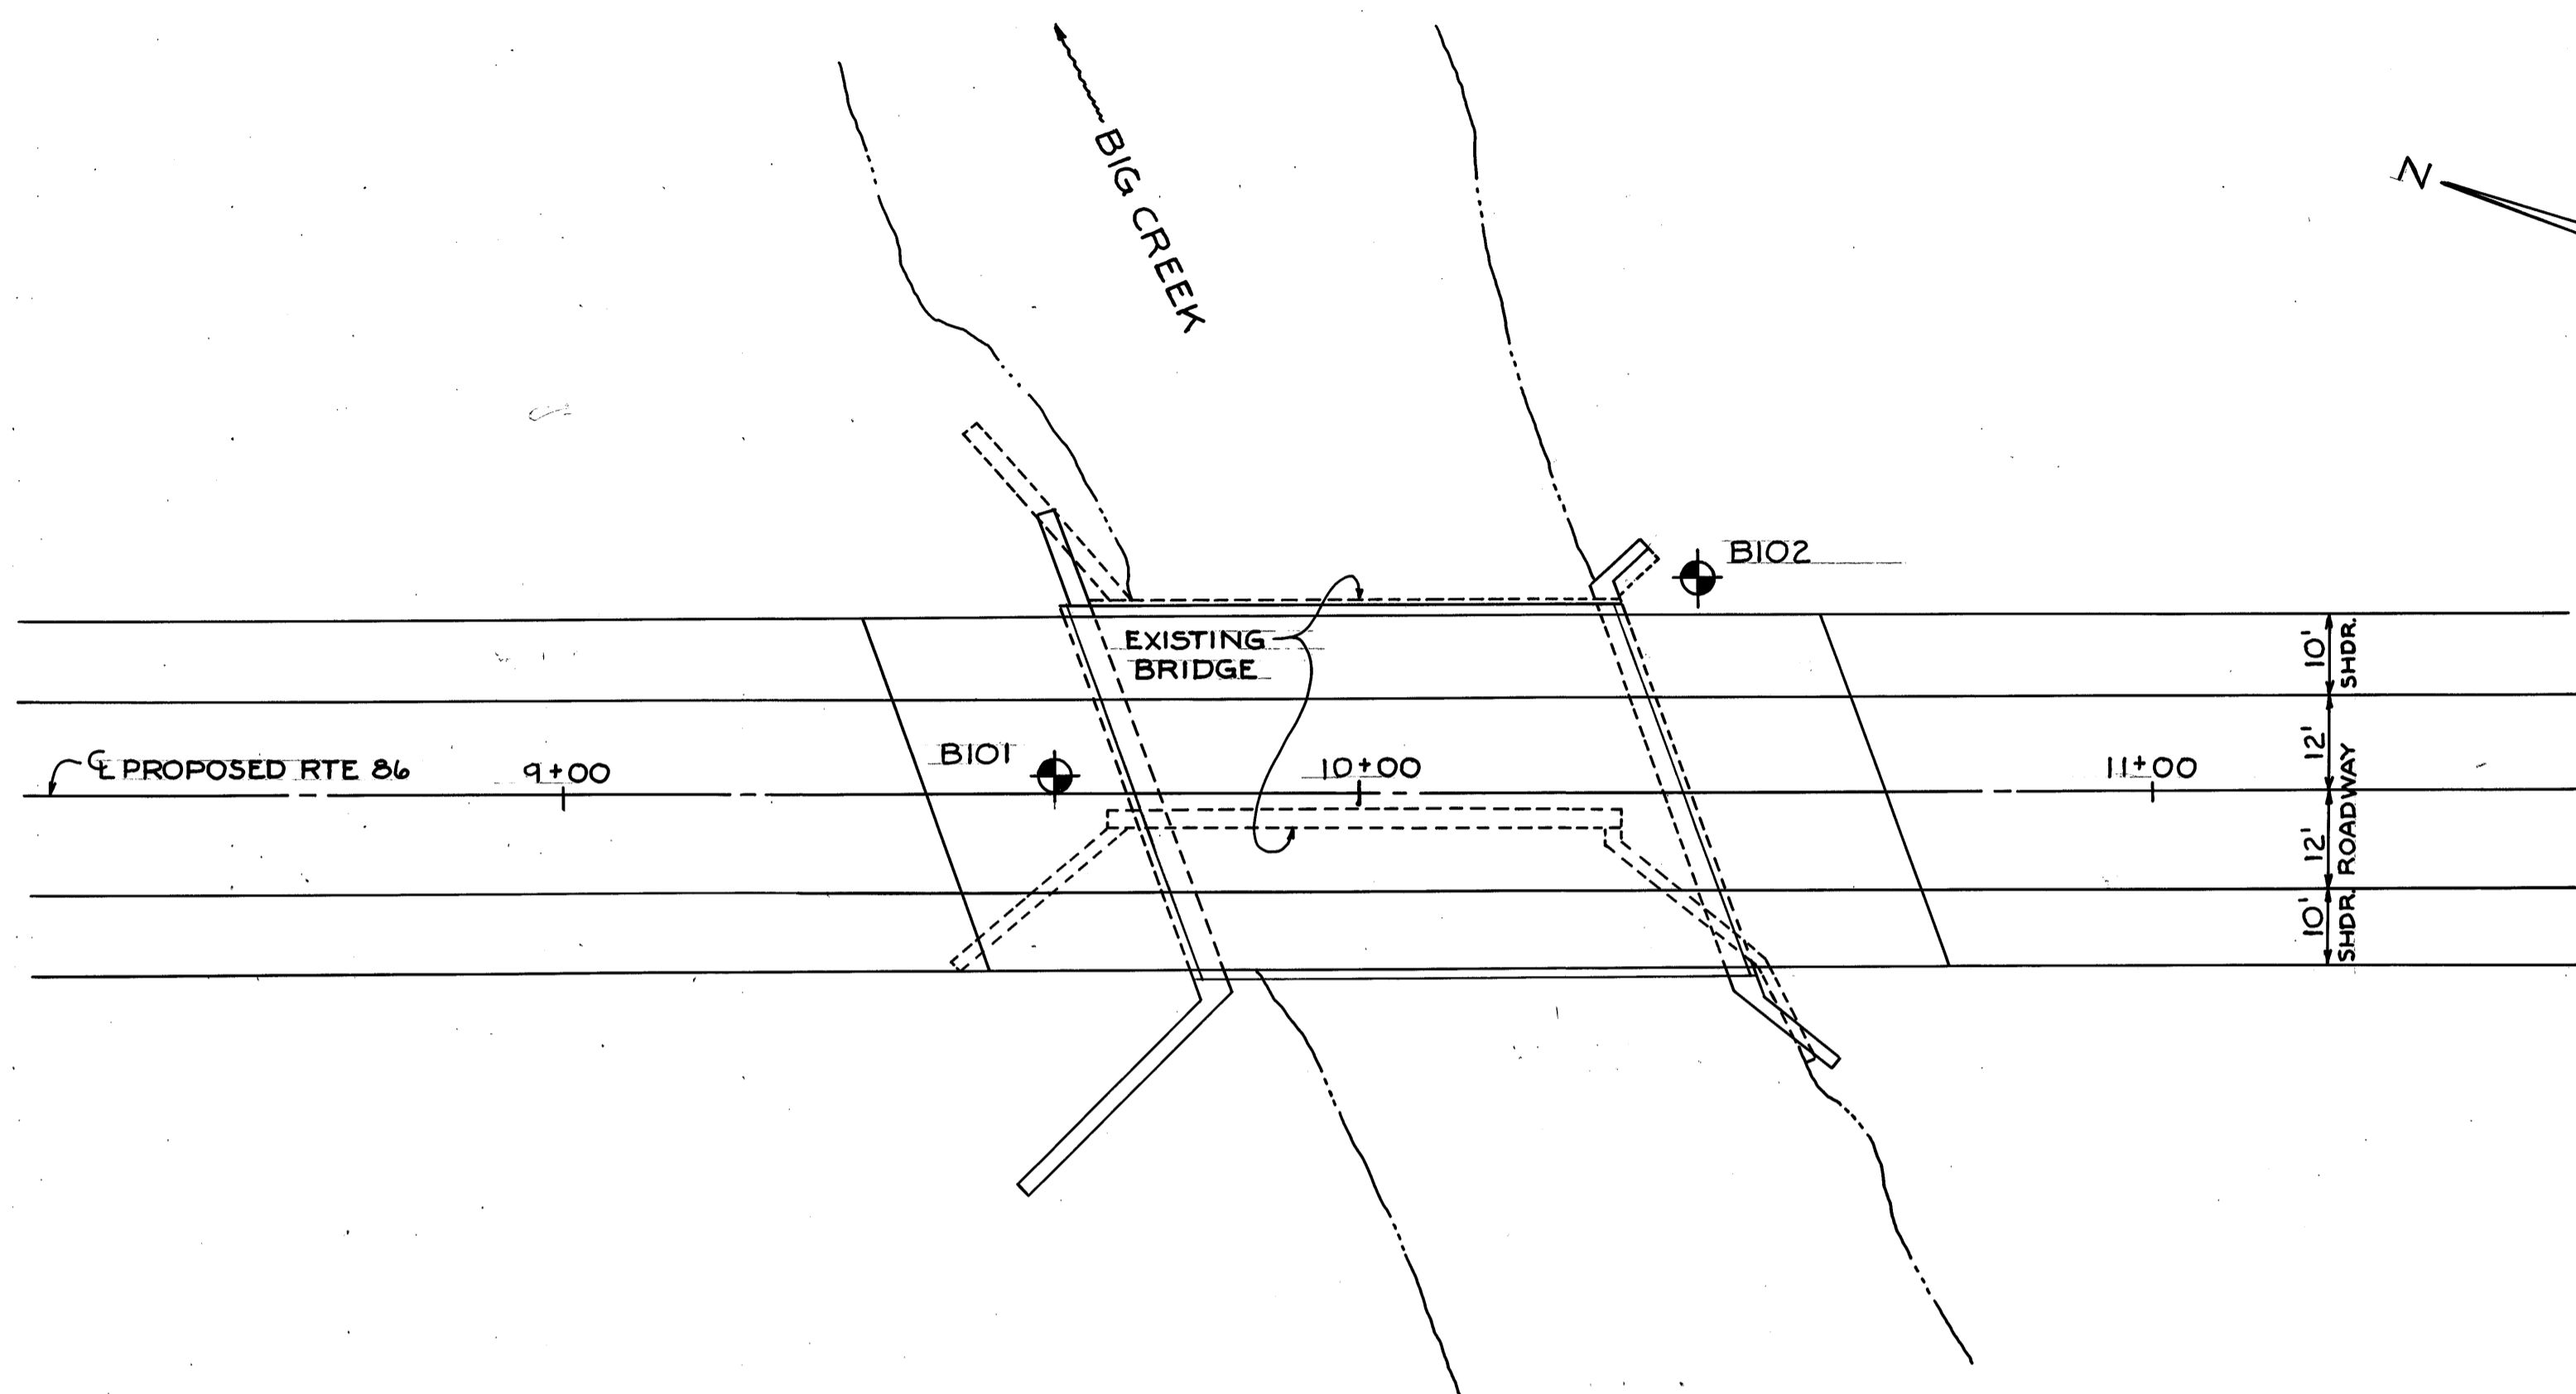 BIG CREEK
N
B102
EXISTING
BRIDGE
B101
℄ PROPOSED RTE 86
9+00
10+00
11+00
10'
SHDR.
12'
12'
ROADWAY
10'
SHDR.